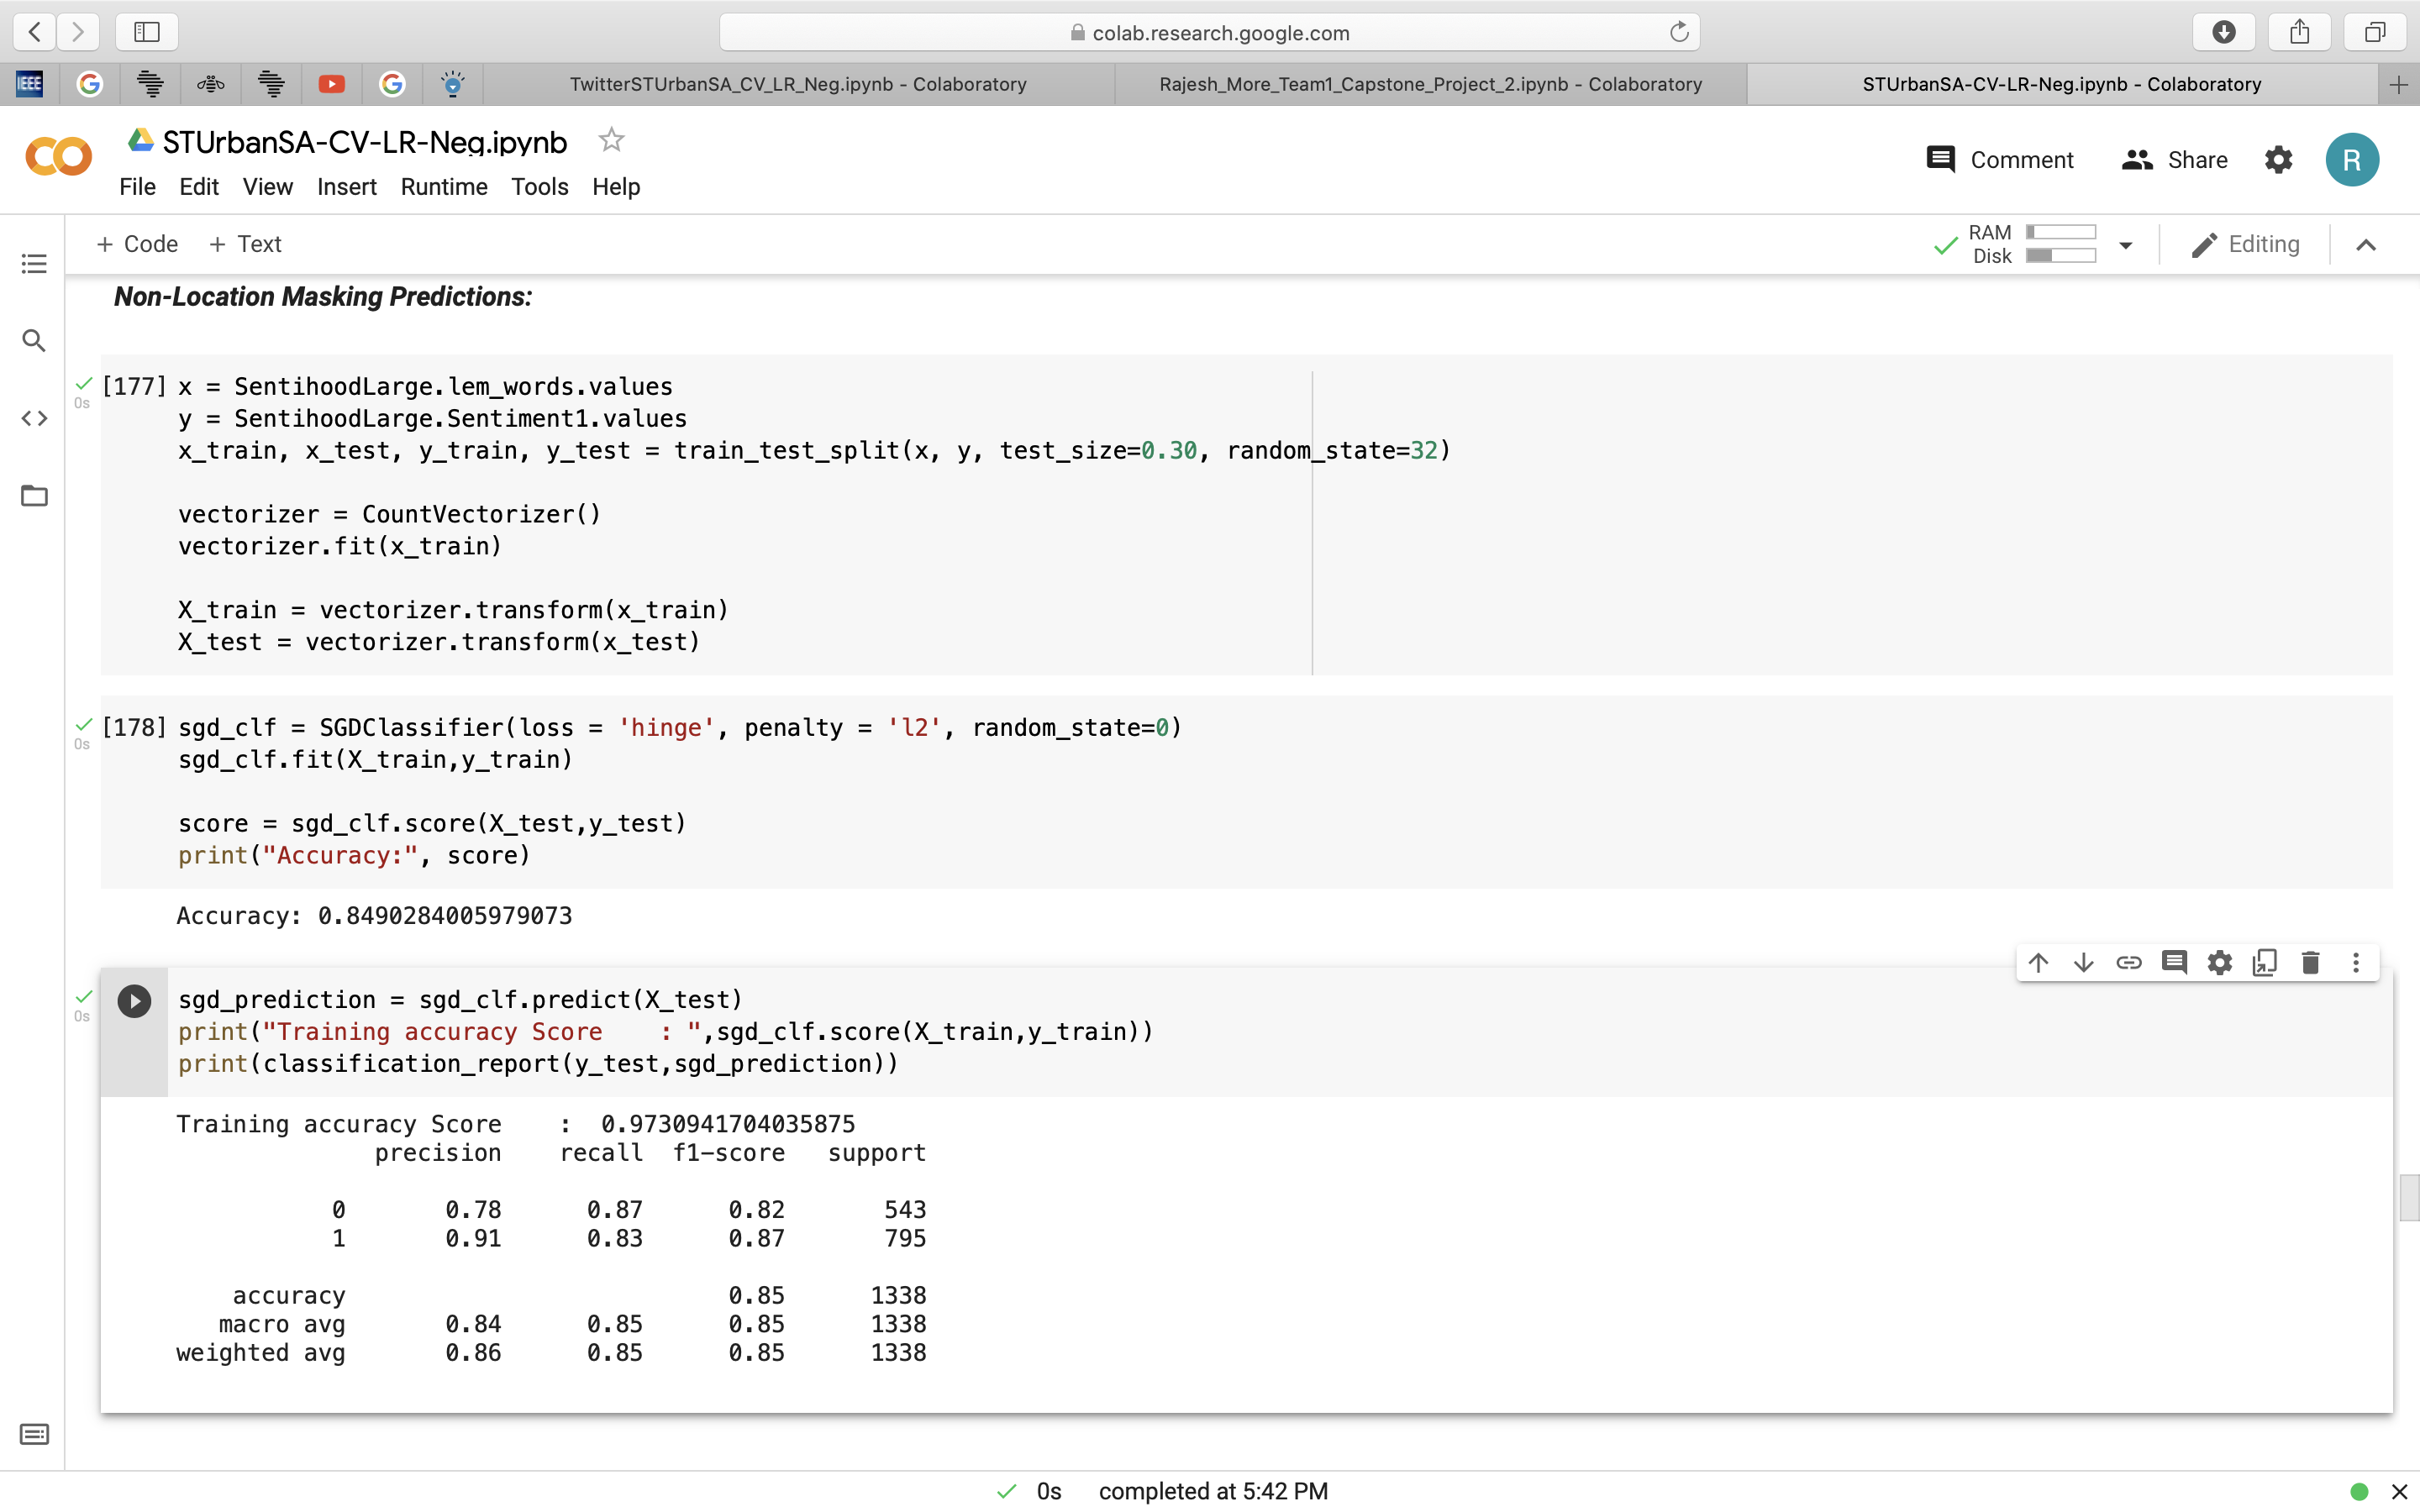 colab.research.google.com
IEEE
TwitterSTUrbanSA_CV_LR_Neg.ipynb - Colaboratory
Rajesh_More_Team1_Capstone_Project_2.ipynb - Colaboratory
STUrbanSA-CV-LR-Neg.ipynb - Colaboratory
STUrbanSA-CV-LR-Neg.ipynb
Comment
Share
R
File Edit View Insert Runtime Tools Help
+ Code + Text
RAM
Disk
Editing
Non-Location Masking Predictions:
[177] x = SentihoodLarge.lem_words.values
0s
y = SentihoodLarge.Sentiment1.values
x_train, x_test, y_train, y_test = train_test_split(x, y, test_size=0.30, random_state=32)
vectorizer = CountVectorizer()
vectorizer.fit(x_train)
X_train = vectorizer.transform(x_train)
X_test = vectorizer.transform(x_test)
[178] sgd_clf = SGDClassifier(loss = 'hinge', penalty = 'l2', random_state=0)
0s
sgd_clf.fit(X_train,y_train)
score = sgd_clf.score(X_test,y_test)
print("Accuracy:", score)
Accuracy: 0.8490284005979073
sgd_prediction = sgd_clf.predict(X_test)
0s
print("Training accuracy Score    : ",sgd_clf.score(X_train,y_train))
print(classification_report(y_test,sgd_prediction))
Training accuracy Score    :  0.9730941704035875
precision    recall  f1-score   support
0       0.78      0.87      0.82       543
1       0.91      0.83      0.87       795
accuracy                           0.85      1338
macro avg       0.84      0.85      0.85      1338
weighted avg       0.86      0.85      0.85      1338
0s completed at 5:42 PM